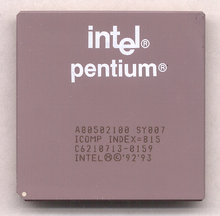 intel®
pentium®
A80502100 SY007
ICOMP INDEX=815
C6210713-0159
INTEL Ⓜ©'92'93